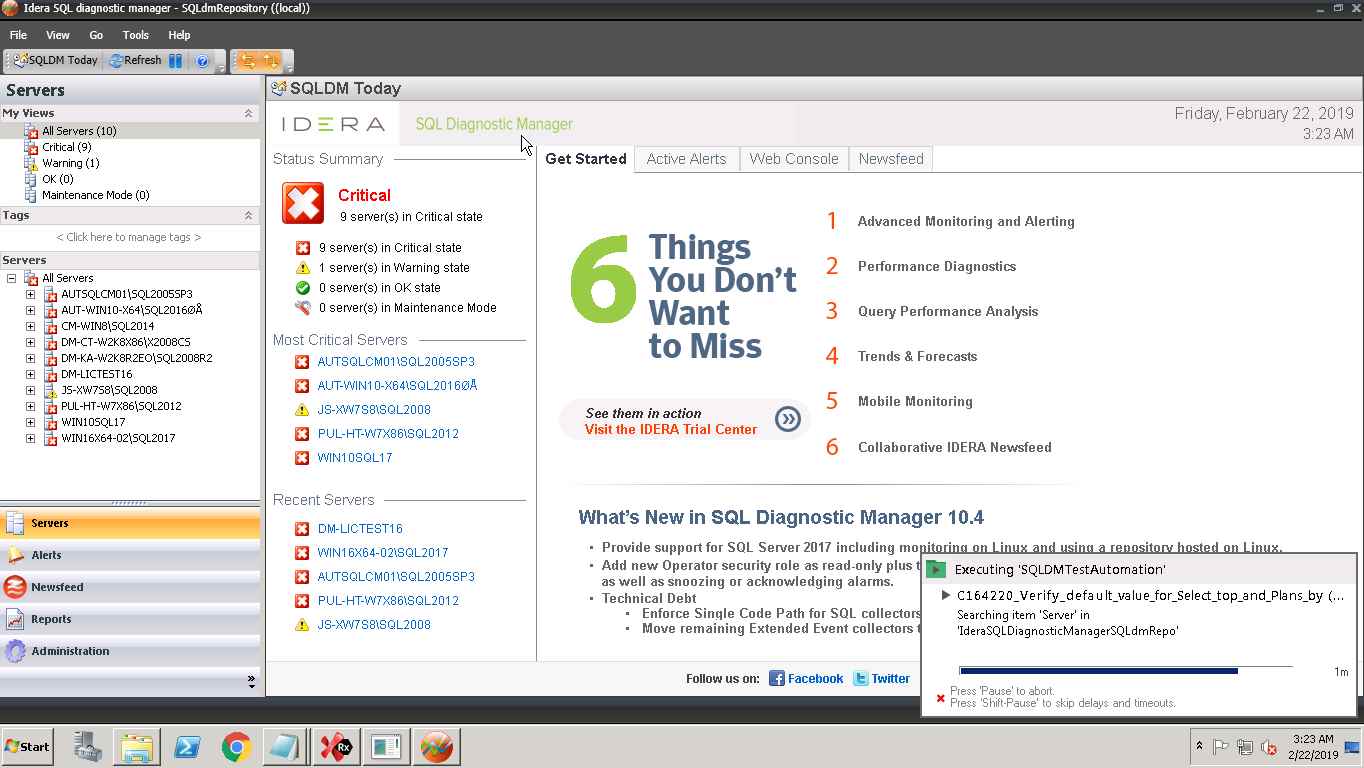 Idera SQL diagnostic manager - SQLdmRepository ((local))
File View Go Tools Help
SQLDM Today Refresh
Servers
My Views
All Servers (10)
Critical (9)
Warning (1)
OK (0)
Maintenance Mode (0)
Tags
< Click here to manage tags >
Servers
All Servers
AUTSQLCM01\SQL2005SP3
AUT-WIN10-X64\SQL2016ØÅ
CM-WIN8\SQL2014
DM-CT-W2K8X86\X2008CS
DM-KA-W2K8R2EO\SQL2008R2
DM-LICTEST16
JS-XW7S8\SQL2008
PUL-HT-W7X86\SQL2012
WIN10SQL17
WIN16X64-02\SQL2017
Servers
Alerts
Newsfeed
Reports
Administration
SQLDM Today
IDERA SQL Diagnostic Manager
Friday, February 22, 2019
3:23 AM
Status Summary
Critical
9 server(s) in Critical state
9 server(s) in Critical state
1 server(s) in Warning state
0 server(s) in OK state
0 server(s) in Maintenance Mode
Most Critical Servers
AUTSQLCM01\SQL2005SP3
AUT-WIN10-X64\SQL2016ØÅ
JS-XW7S8\SQL2008
PUL-HT-W7X86\SQL2012
WIN10SQL17
Recent Servers
DM-LICTEST16
WIN16X64-02\SQL2017
AUTSQLCM01\SQL2005SP3
PUL-HT-W7X86\SQL2012
JS-XW7S8\SQL2008
Get Started Active Alerts Web Console Newsfeed
6 Things
You Don't
Want
to Miss
See them in action
Visit the IDERA Trial Center
1 Advanced Monitoring and Alerting
2 Performance Diagnostics
3 Query Performance Analysis
4 Trends & Forecasts
5 Mobile Monitoring
6 Collaborative IDERA Newsfeed
What's New in SQL Diagnostic Manager 10.4
• Provide support for SQL Server 2017 including monitoring on Linux and using a repository hosted on Linux.
• Add new Operator security role as read-only plus t
as well as snoozing or acknowledging alarms.
• Technical Debt
• Enforce Single Code Path for SQL collectors
• Move remaining Extended Event collectors t
Follow us on: Facebook Twitter
Executing 'SQLDMTestAutomation'
C164220_Verify_default_value_for_Select_top_and_Plans_by (...
Searching item 'Server' in
'IderaSQLDiagnosticManagerSQLdmRepo'
1m
Press 'Pause' to abort.
Press 'Shift-Pause' to skip delays and timeouts.
Start
Rx
3:23 AM
2/22/2019